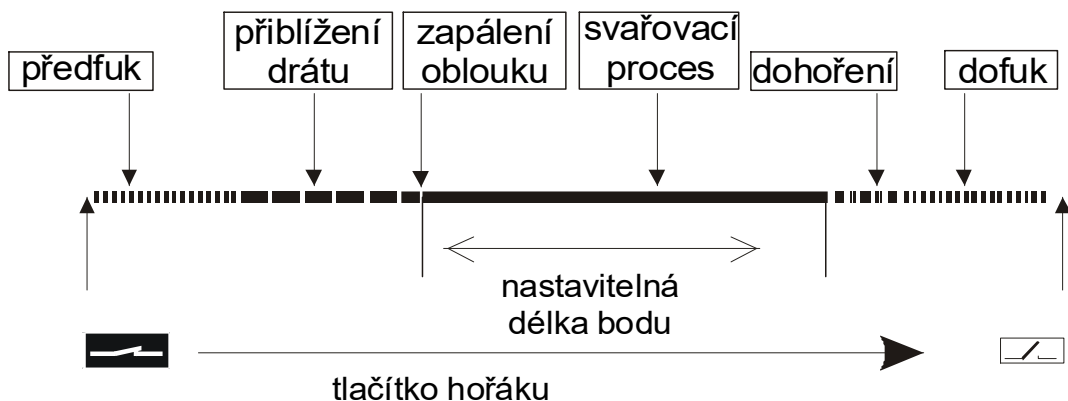 předfuk
přiblížení
drátu
zapálení
oblouku
svařovací
proces
dohoření
dofuk
nastavitelná
délka bodu
tlačítko hořáku